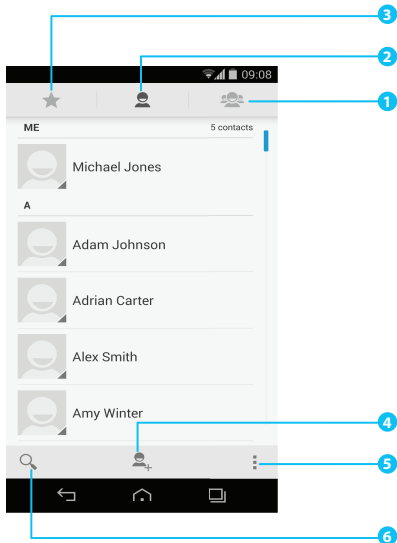 3
2
09:08
1
ME 5 contacts
Michael Jones
A
Adam Johnson
Adrian Carter
Alex Smith
Amy Winter
4
5
6